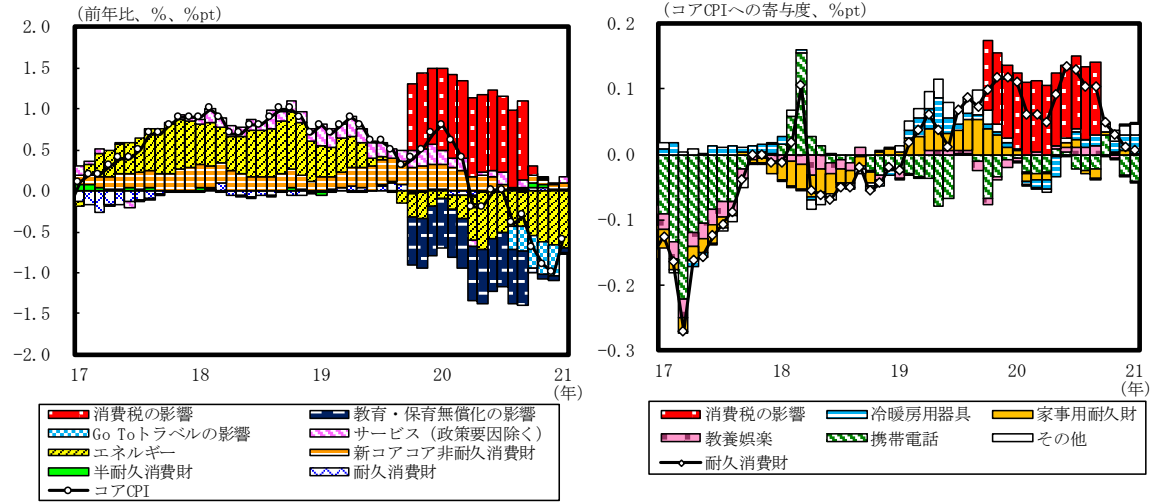 (前年比、%、%pt)
2.0
1.5
1.0
0.5
0.0
-0.5
-1.0
-1.5
-2.0
17 18 19 20 21
(年)
消費税の影響 教育・保育無償化の影響
Go Toトラベルの影響 サービス(政策要因除く)
エネルギー 新コアコア非耐久消費財
半耐久消費財 耐久消費財
コアCPI
(コアCPIへの寄与度、%pt)
0.2
0.1
0.0
-0.1
-0.2
-0.3
17 18 19 20 21
(年)
消費税の影響 冷暖房用器具 家事用耐久財
教養娯楽 携帯電話 その他
耐久消費財